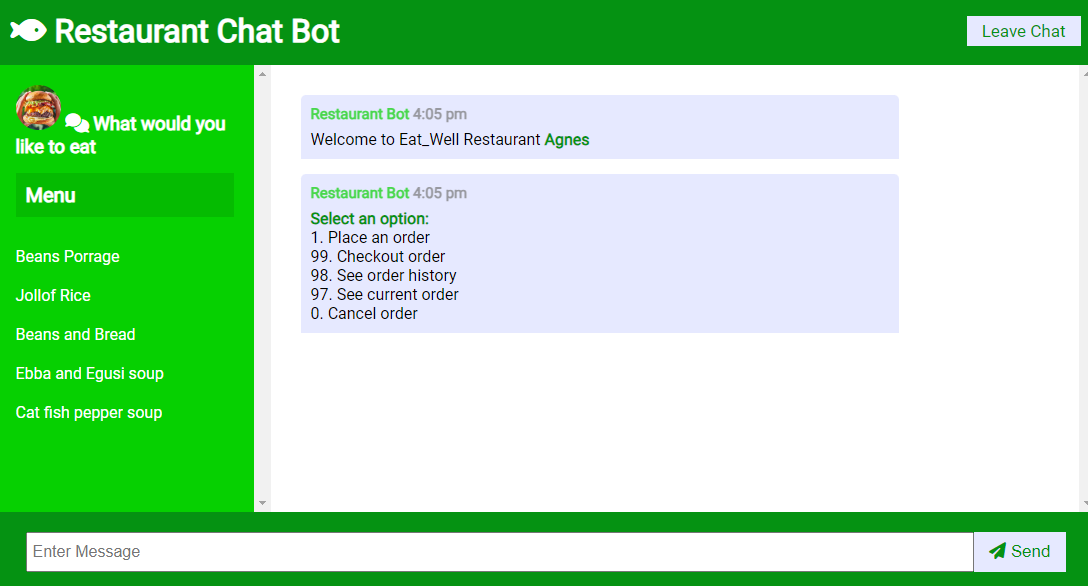 Restaurant Chat Bot
Leave Chat
What would you
like to eat
Menu
Beans Porrage
Jollof Rice
Beans and Bread
Ebba and Egusi soup
Cat fish pepper soup
Restaurant Bot 4:05 pm
Welcome to Eat_Well Restaurant Agnes
Restaurant Bot 4:05 pm
Select an option:
1. Place an order
99. Checkout order
98. See order history
97. See current order
0. Cancel order
Enter Message
Send